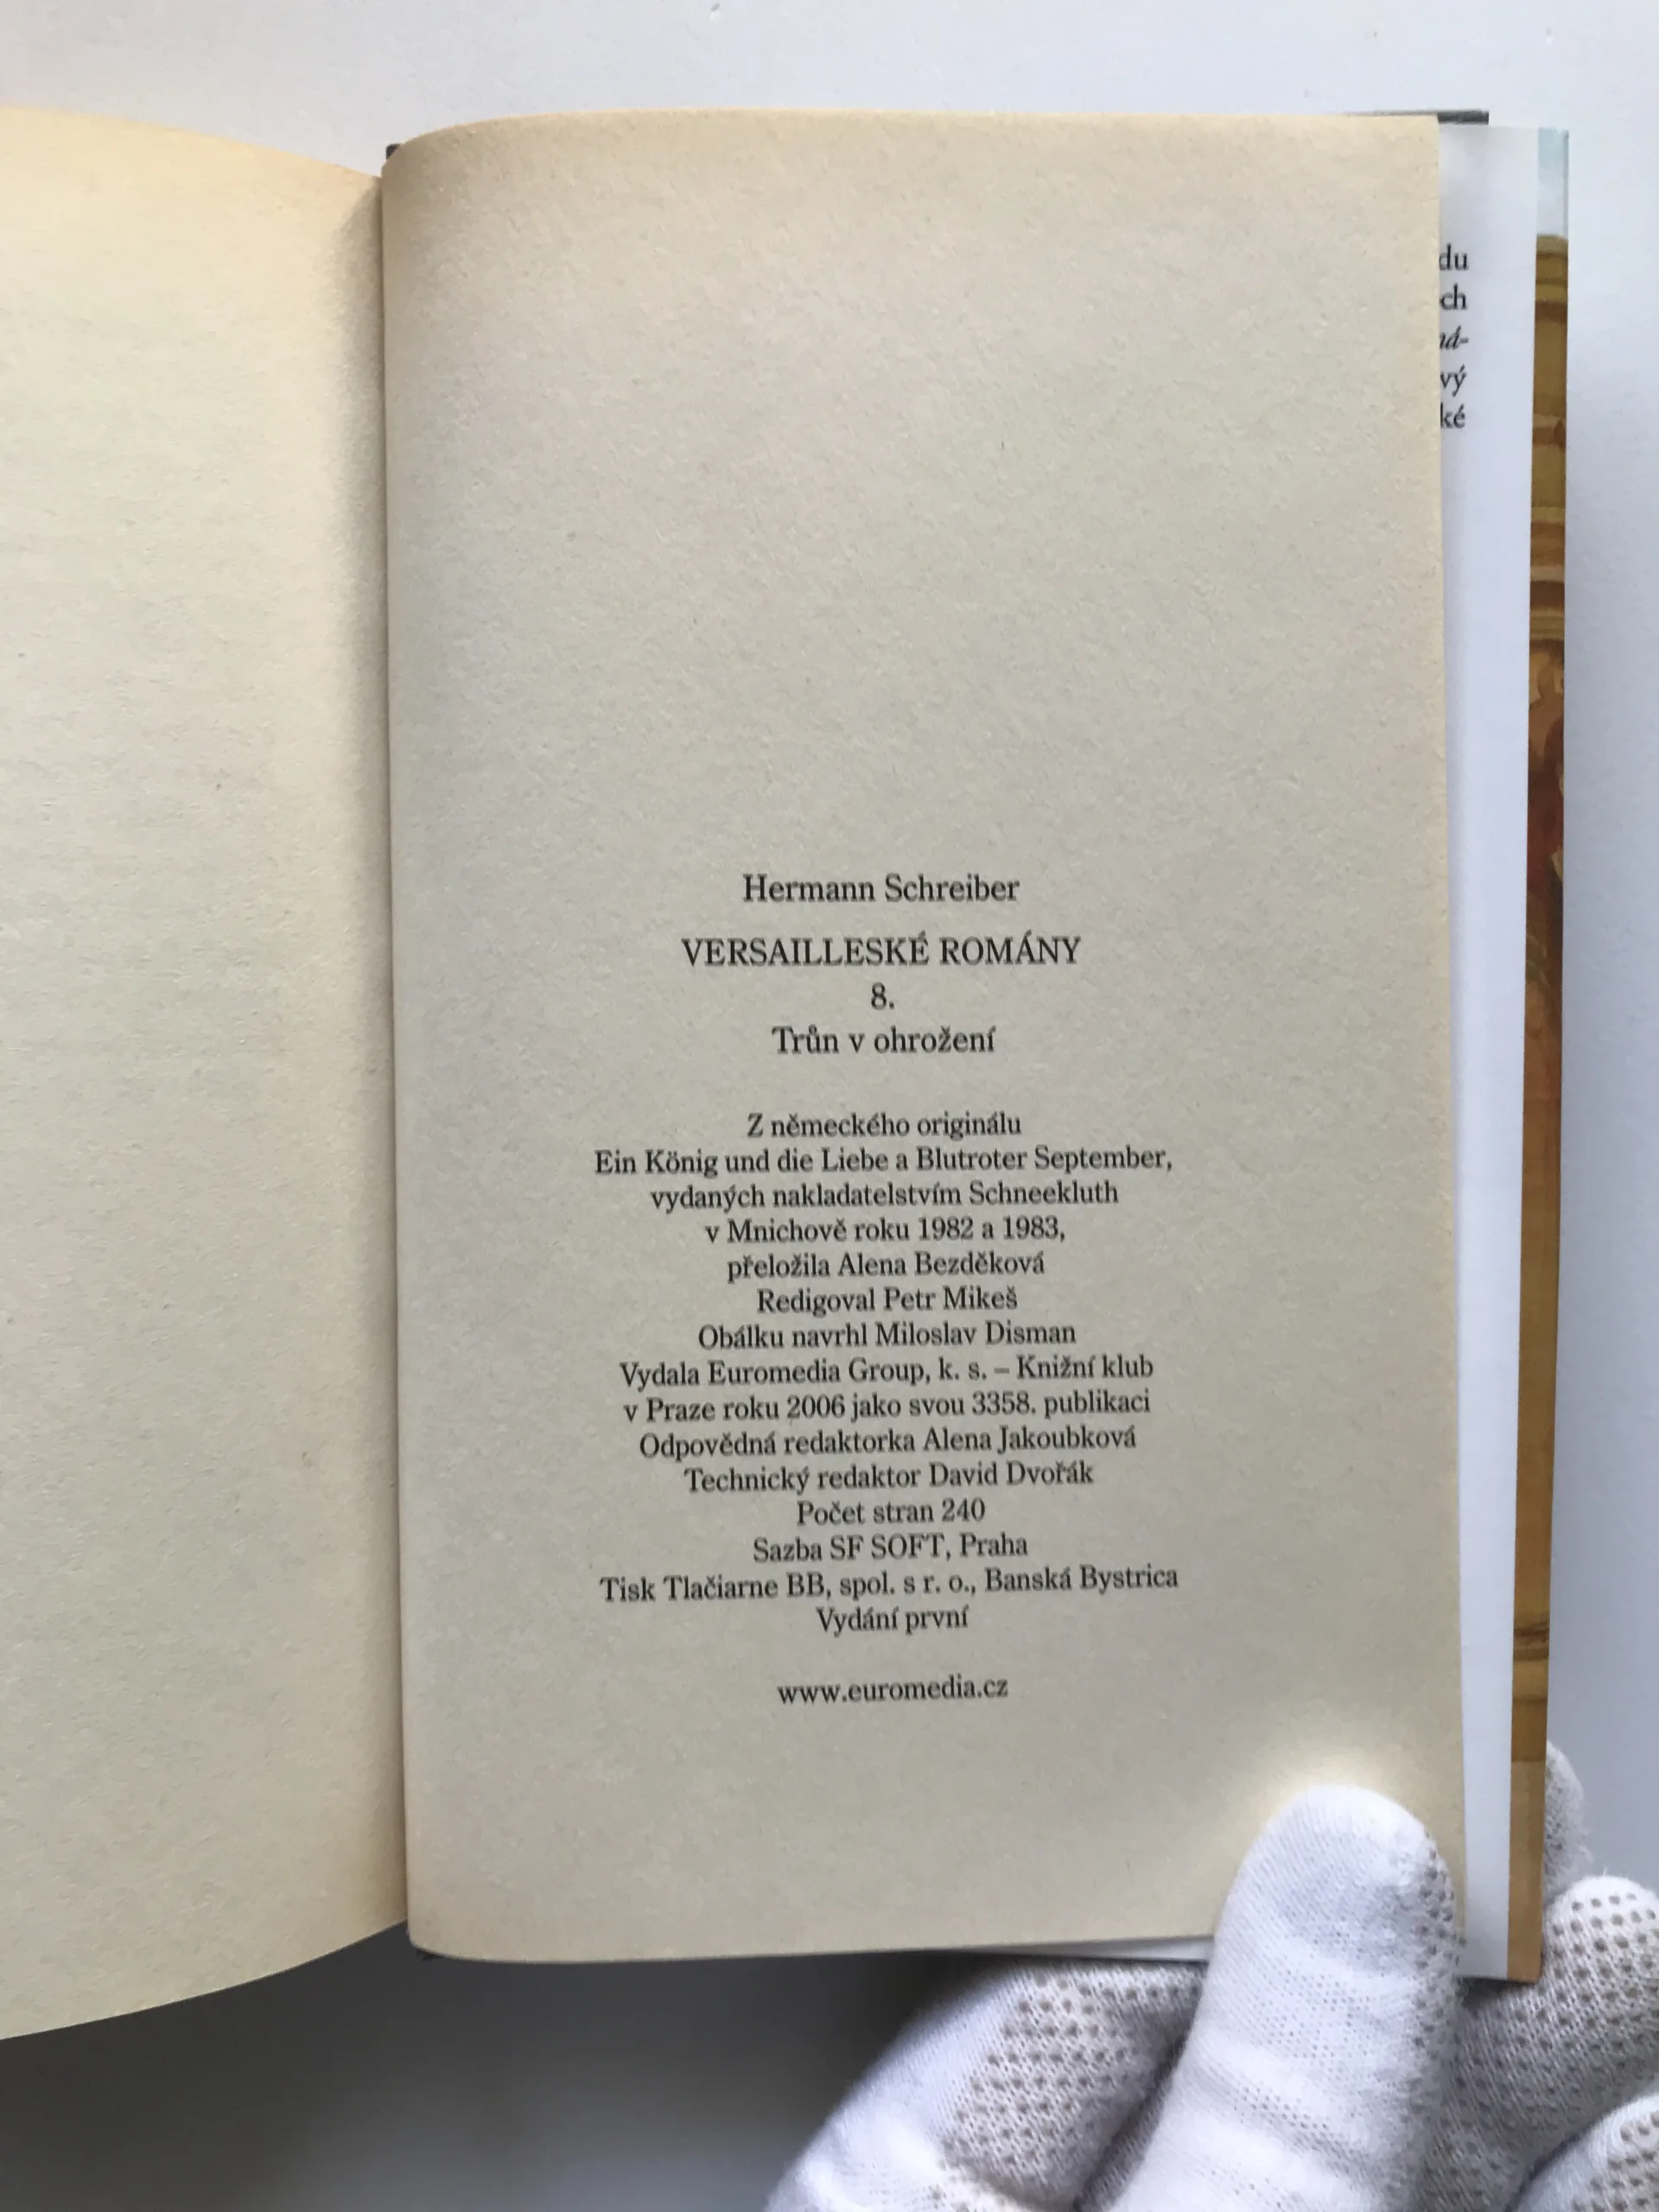 Hermann Schreiber
VERSAILLESKÉ ROMÁNY
8.
Trůn v ohrožení
Z německého originálu
Ein König und die Liebe a Blutroter September,
vydaných nakladatelstvím Schneekluth
v Mnichově roku 1982 a 1983,
přeložila Alena Bezděková
Redigoval Petr Mikeš
Obálku navrhl Miloslav Disman
Vydala Euromedia Group, k. s. – Knižní klub
v Praze roku 2006 jako svou 3358. publikaci
Odpovědná redaktorka Alena Jakoubková
Technický redaktor David Dvořák
Počet stran 240
Sazba SF SOFT, Praha
Tisk Tlačiarne BB, spol. s r. o., Banská Bystrica
Vydání první
www.euromedia.cz